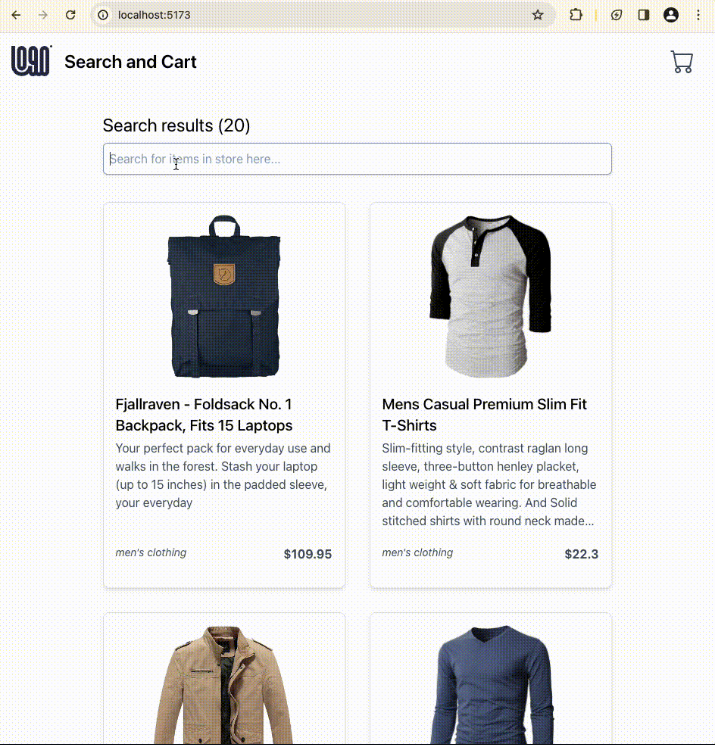 localhost:5173
LOGO
Search and Cart
Search results (20)
Search for items in store here...
Fjallraven - Foldsack No. 1
Backpack, Fits 15 Laptops
Your perfect pack for everyday use and
walks in the forest. Stash your laptop
(up to 15 inches) in the padded sleeve,
your everyday
men's clothing
$109.95
Mens Casual Premium Slim Fit
T-Shirts
Slim-fitting style, contrast raglan long
sleeve, three-button henley placket,
light weight & soft fabric for breathable
and comfortable wearing. And Solid
stitched shirts with round neck made...
men's clothing
$22.3